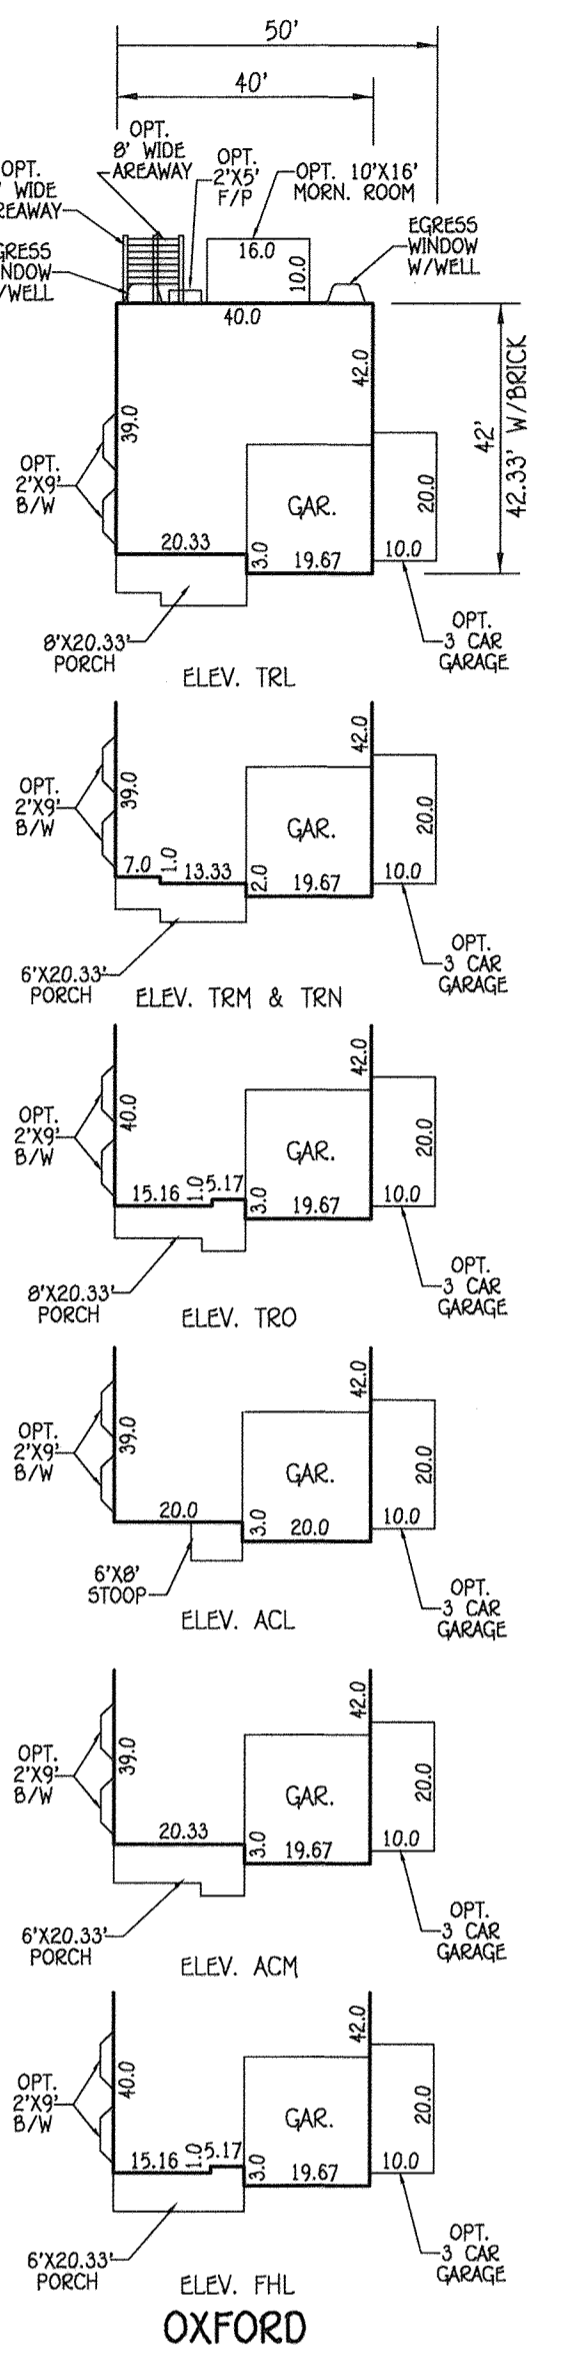 50'
40'
OPT.
8' WIDE
AREAWAY
OPT.
2'X5'
F/P
OPT. 10'X16'
MORN. ROOM
OPT.
WIDE
EGRESS
WINDOW
W/WELL
16.0
10.0
40.0
42.0
39.0
42'
42.33' W/BRICK
OPT.
2'X9'
B/W
GAR.
20.0
20.33
3.0
19.67
10.0
8'X20.33'
PORCH
OPT.
3 CAR
GARAGE
ELEV. TRL
42.0
OPT.
2'X9'
B/W
39.0
GAR.
20.0
7.0
1.0
13.33
2.0
19.67
10.0
6'X20.33'
PORCH
OPT.
3 CAR
GARAGE
ELEV. TRM & TRN
42.0
OPT.
2'X9'
B/W
40.0
GAR.
20.0
15.16
1.0
5.17
3.0
19.67
10.0
8'X20.33'
PORCH
OPT.
3 CAR
GARAGE
ELEV. TRO
42.0
OPT.
2'X9'
B/W
39.0
GAR.
20.0
20.0
3.0
20.0
10.0
6'X8'
STOOP
OPT.
3 CAR
GARAGE
ELEV. ACL
42.0
OPT.
2'X9'
B/W
39.0
GAR.
20.0
20.33
3.0
19.67
10.0
6'X20.33'
PORCH
OPT.
3 CAR
GARAGE
ELEV. ACM
42.0
OPT.
2'X9'
B/W
40.0
GAR.
20.0
15.16
1.0
5.17
3.0
19.67
10.0
6'X20.33'
PORCH
OPT.
3 CAR
GARAGE
ELEV. FHL
OXFORD